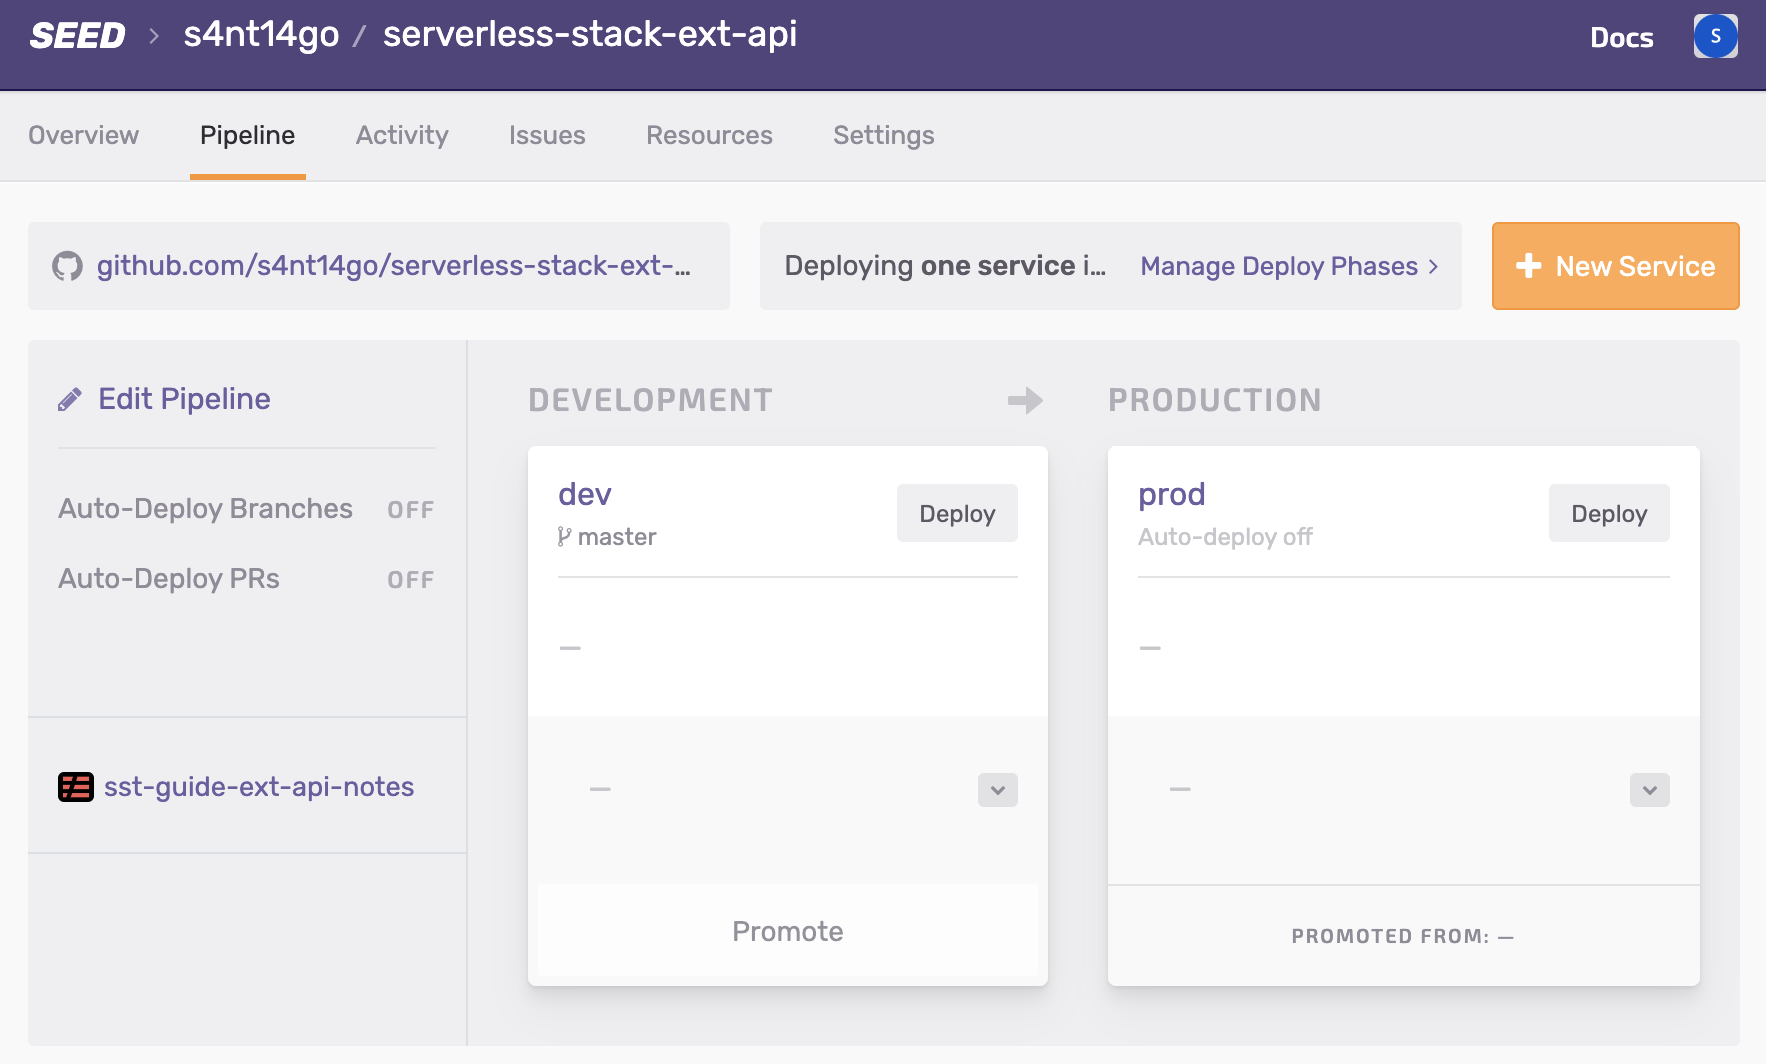 SEED > s4nt14go / serverless-stack-ext-api
Docs
S
Overview Pipeline Activity Issues Resources Settings
github.com/s4nt14go/serverless-stack-ext-...
Deploying one service i... Manage Deploy Phases >
+ New Service
Edit Pipeline
Auto-Deploy Branches OFF
Auto-Deploy PRs OFF
sst-guide-ext-api-notes
DEVELOPMENT
dev
Deploy
master
—
—
Promote
PRODUCTION
prod
Deploy
Auto-deploy off
—
—
PROMOTED FROM: —